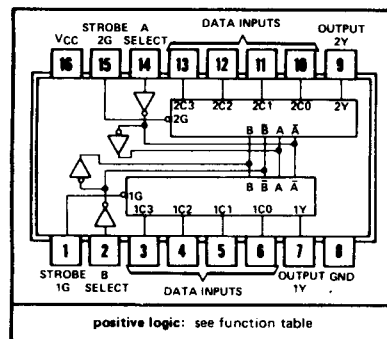 STROBE A DATA INPUTS OUTPUT
VCC 2G SELECT 2Y
16 15 14 13 12 11 10 9
2C3 2C2 2C1 2C0 2Y
2G
B B̅ A A̅
B B̅ A A̅
1G
1C3 1C2 1C1 1C0 1Y
1 2 3 4 5 6 7 8
STROBE B OUTPUT GND
1G SELECT DATA INPUTS 1Y
positive logic: see function table